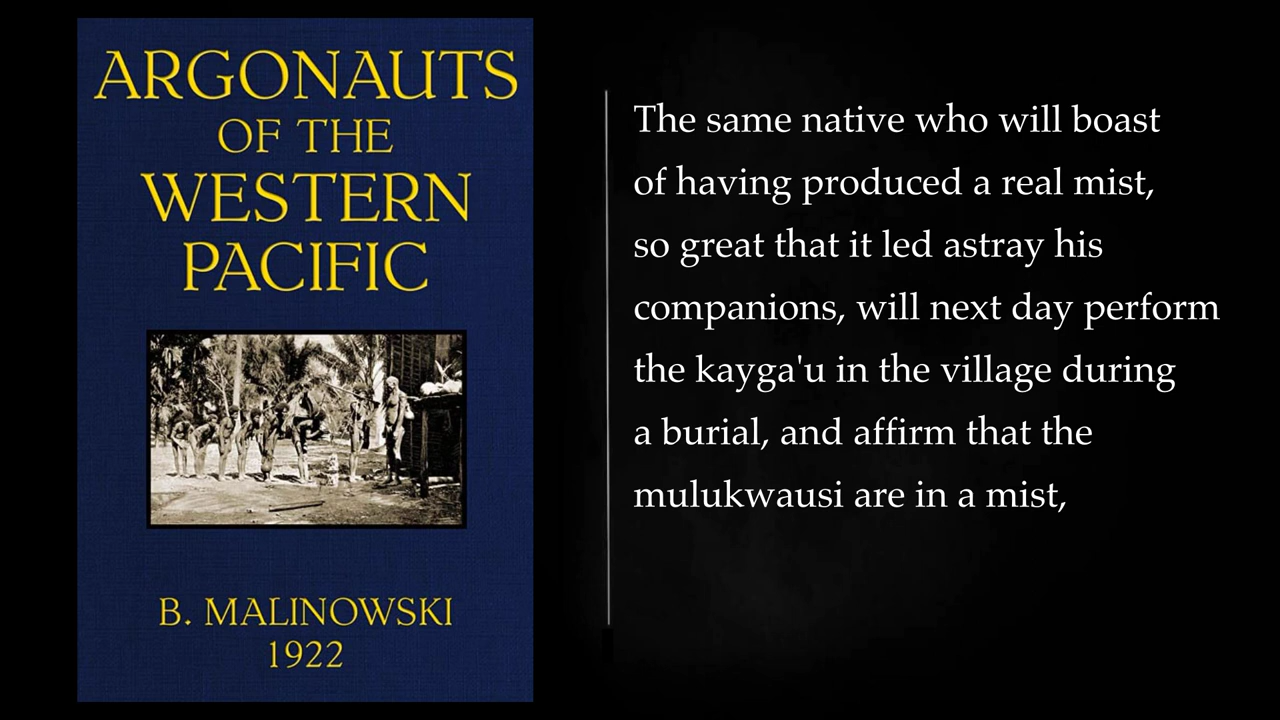 ARGONAUTS
OF THE
WESTERN
PACIFIC
B. MALINOWSKI
1922
The same native who will boast
of having produced a real mist,
so great that it led astray his
companions, will next day perform
the kayga'u in the village during
a burial, and affirm that the
mulukwausi are in a mist,